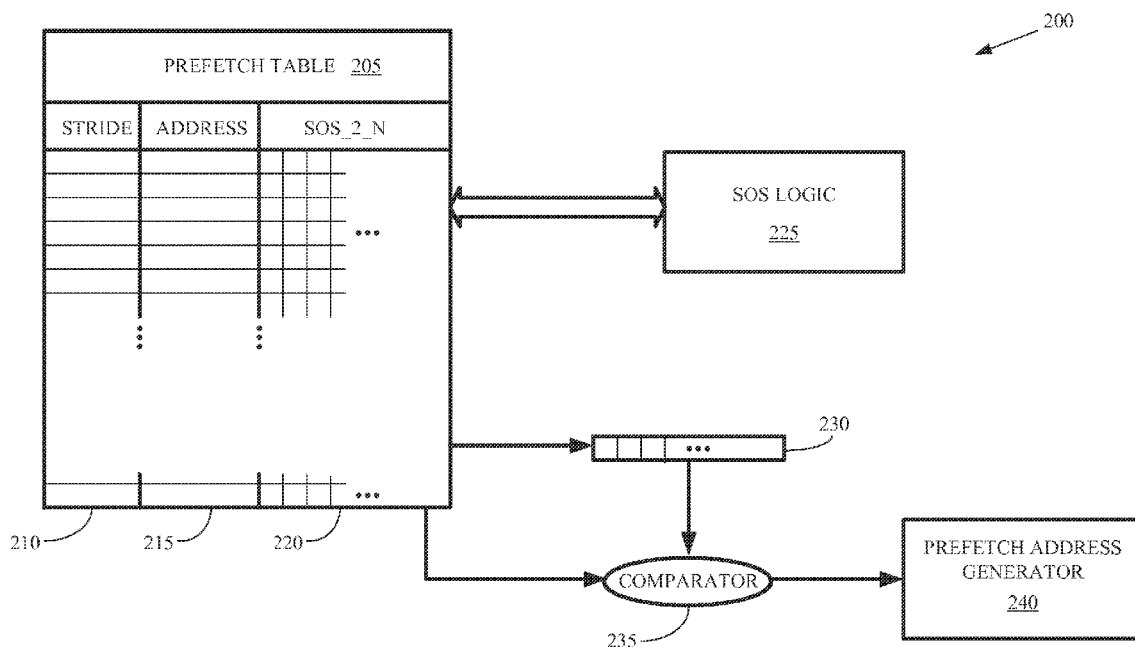 200
PREFETCH TABLE 205
STRIDE ADDRESS SOS_2_N
SOS LOGIC
225
230
210 215 220
PREFETCH ADDRESS
GENERATOR
240
COMPARATOR
235